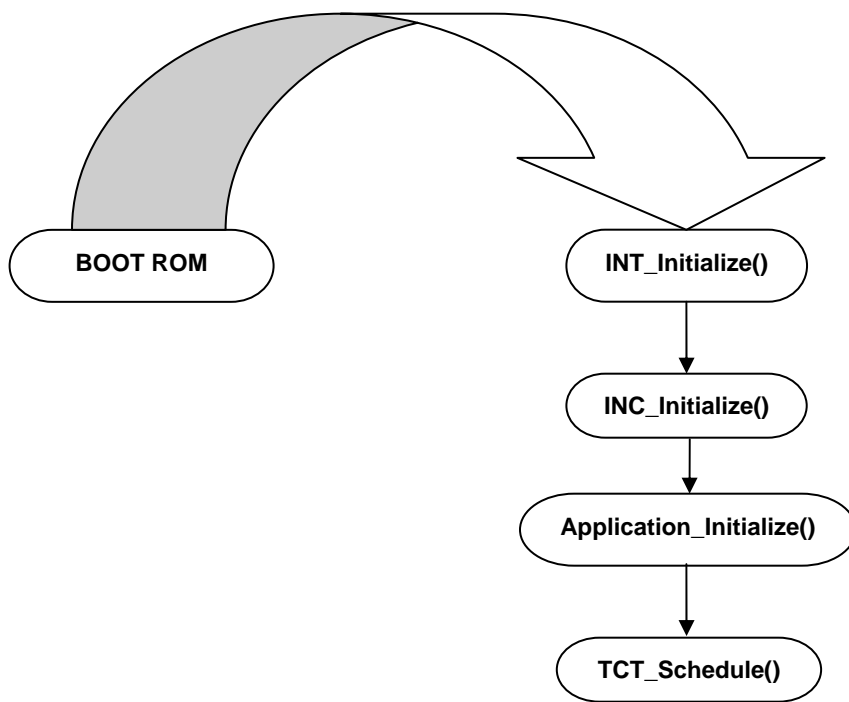 BOOT ROM
INT_Initialize()
INC_Initialize()
Application_Initialize()
TCT_Schedule()